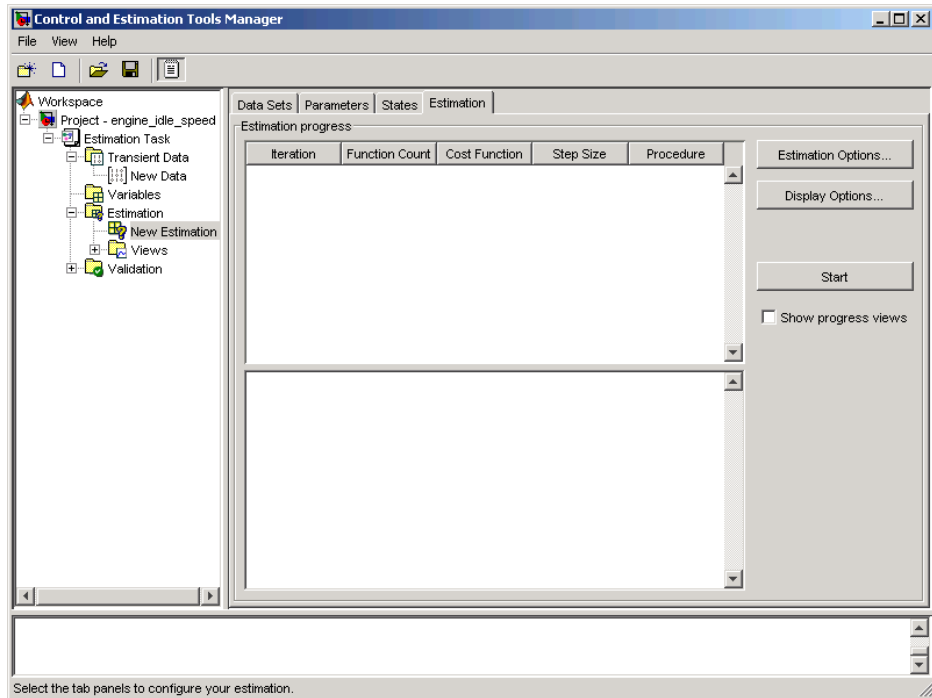 Control and Estimation Tools Manager
File View Help
Workspace
Project - engine_idle_speed
Estimation Task
Transient Data
New Data
Variables
Estimation
New Estimation
Views
Validation
Data Sets Parameters States Estimation
Estimation progress
Iteration Function Count Cost Function Step Size Procedure
Estimation Options...
Display Options...
Start
Show progress views
Select the tab panels to configure your estimation.